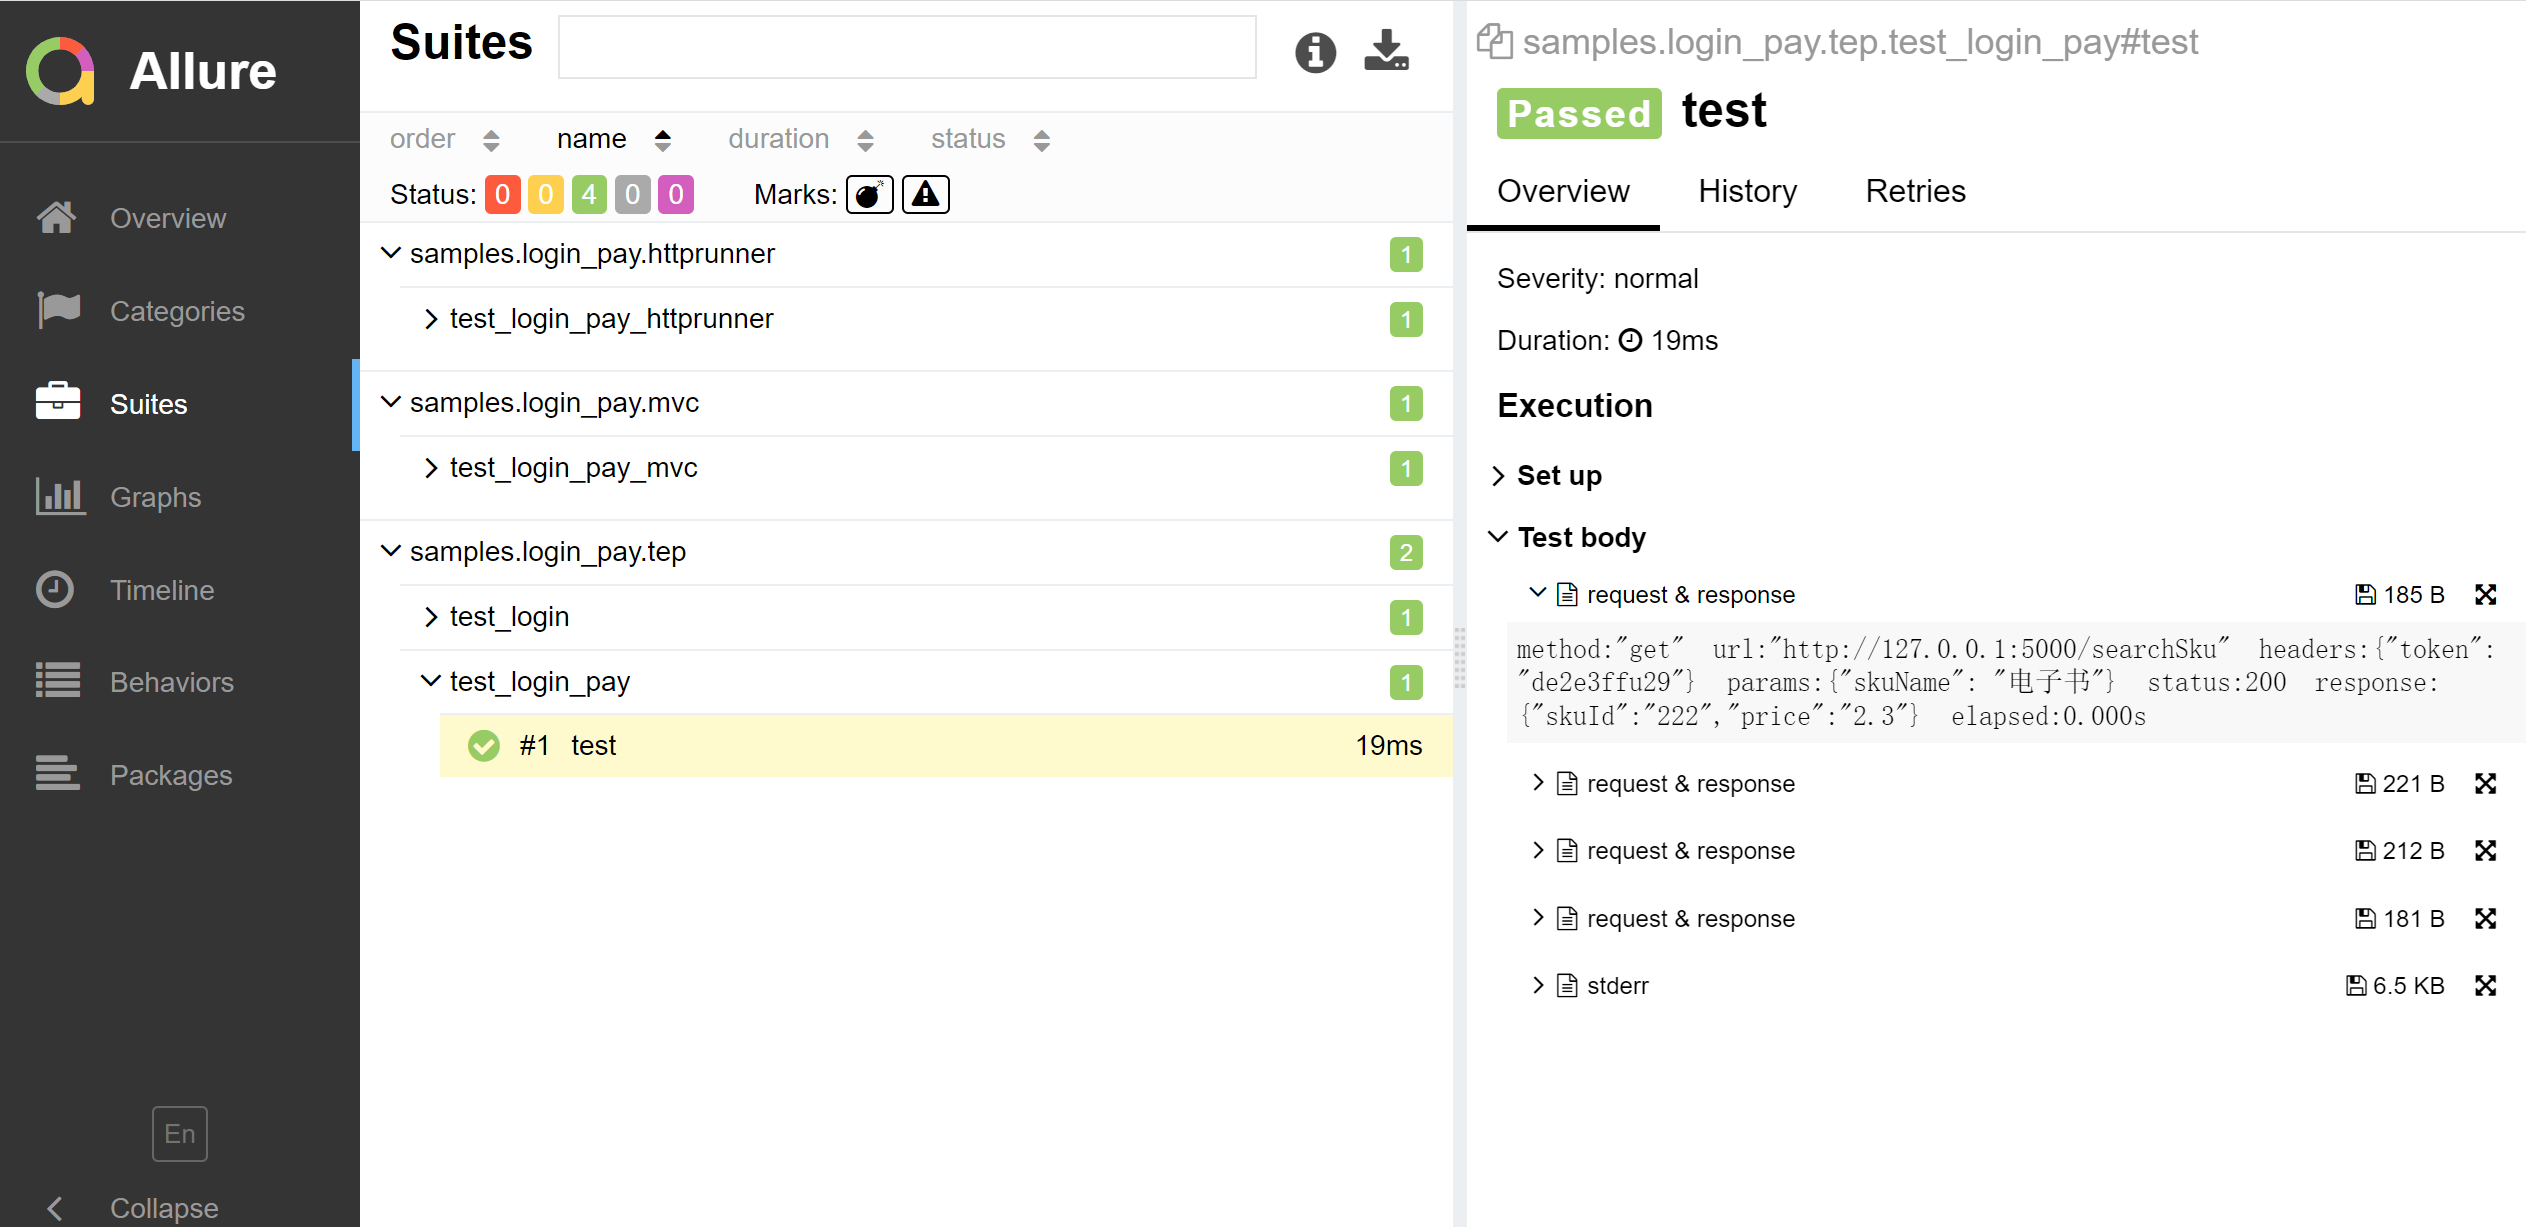 Allure
Overview
Categories
Suites
Graphs
Timeline
Behaviors
Packages
En
Collapse
Suites
order name duration status
Status: 0 0 4 0 0 Marks:
samples.login_pay.httprunner 1
test_login_pay_httprunner 1
samples.login_pay.mvc 1
test_login_pay_mvc 1
samples.login_pay.tep 2
test_login 1
test_login_pay 1
#1 test 19ms
samples.login_pay.tep.test_login_pay#test
Passed test
Overview History Retries
Severity: normal
Duration: 19ms
Execution
Set up
Test body
request & response 185 B
method:"get" url:"http://127.0.0.1:5000/searchSku" headers:{"token":
"de2e3ffu29"} params:{"skuName": "电子书"} status:200 response:
{"skuId":"222","price":"2.3"} elapsed:0.000s
request & response 221 B
request & response 212 B
request & response 181 B
stderr 6.5 KB